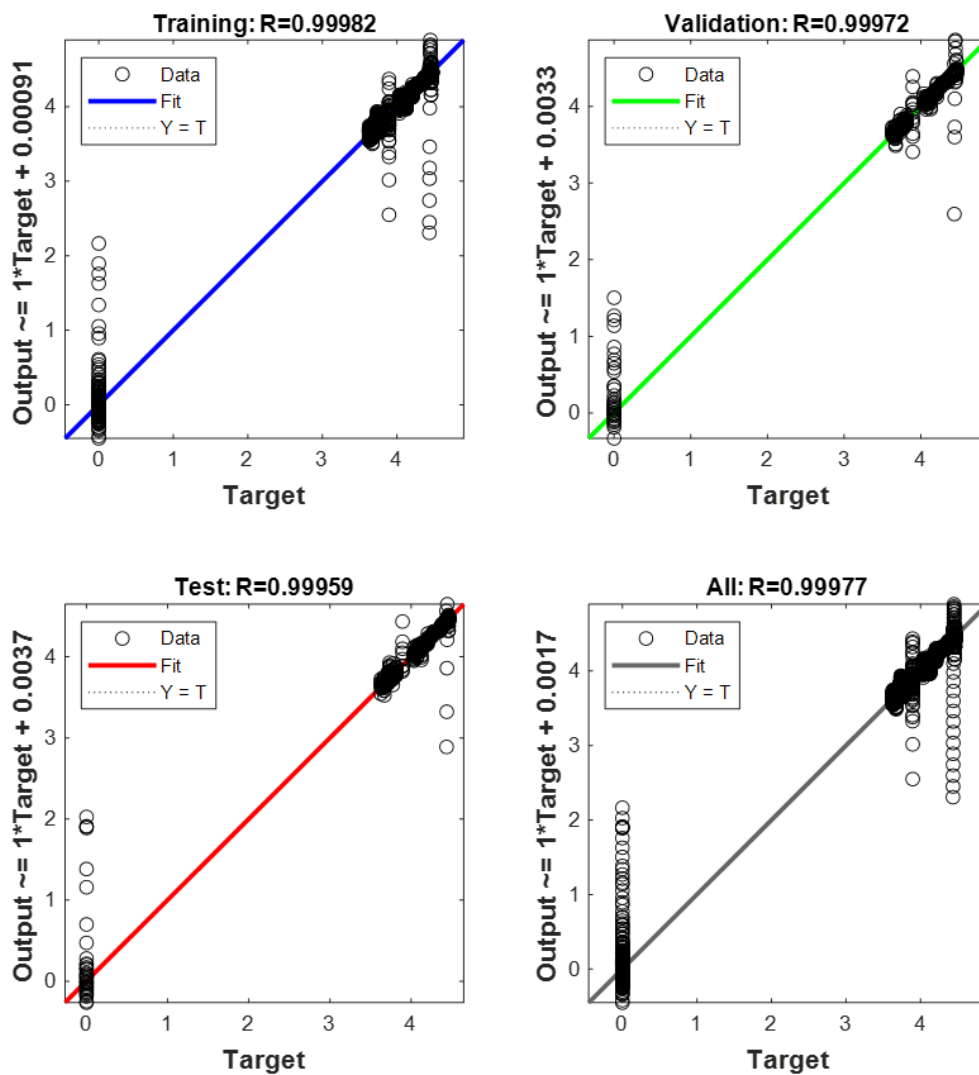 Training: R=0.99982
Output ~= 1*Target + 0.00091
Data
Fit
Y = T
4
3
2
1
0
0 1 2 3 4
Target
Validation: R=0.99972
Output ~= 1*Target + 0.0033
Data
Fit
Y = T
4
3
2
1
0
0 1 2 3 4
Target
Test: R=0.99959
Output ~= 1*Target + 0.0037
Data
Fit
Y = T
4
3
2
1
0
0 1 2 3 4
Target
All: R=0.99977
Output ~= 1*Target + 0.0017
Data
Fit
Y = T
4
3
2
1
0
0 1 2 3 4
Target